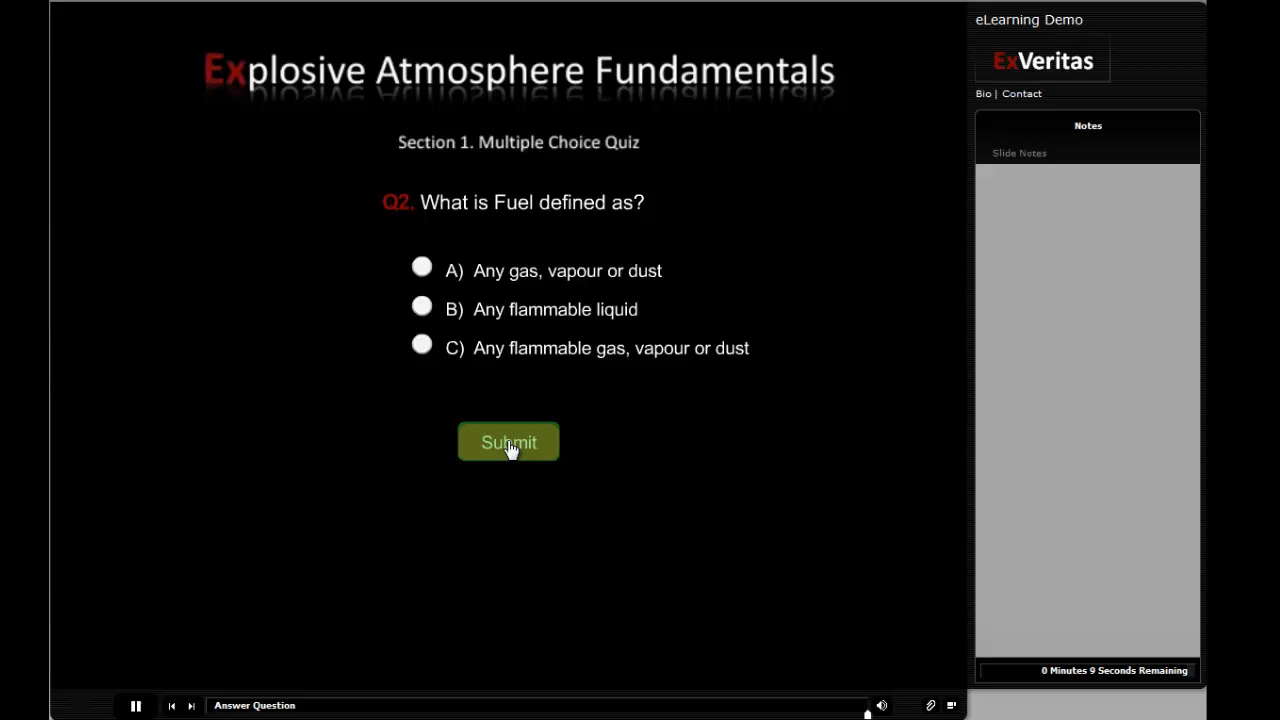 eLearning Demo
ExVeritas
Bio | Contact
Notes
Slide Notes
Explosive Atmosphere Fundamentals
Section 1. Multiple Choice Quiz
Q2. What is Fuel defined as?
A) Any gas, vapour or dust
B) Any flammable liquid
C) Any flammable gas, vapour or dust
Submit
0 Minutes 9 Seconds Remaining
Answer Question